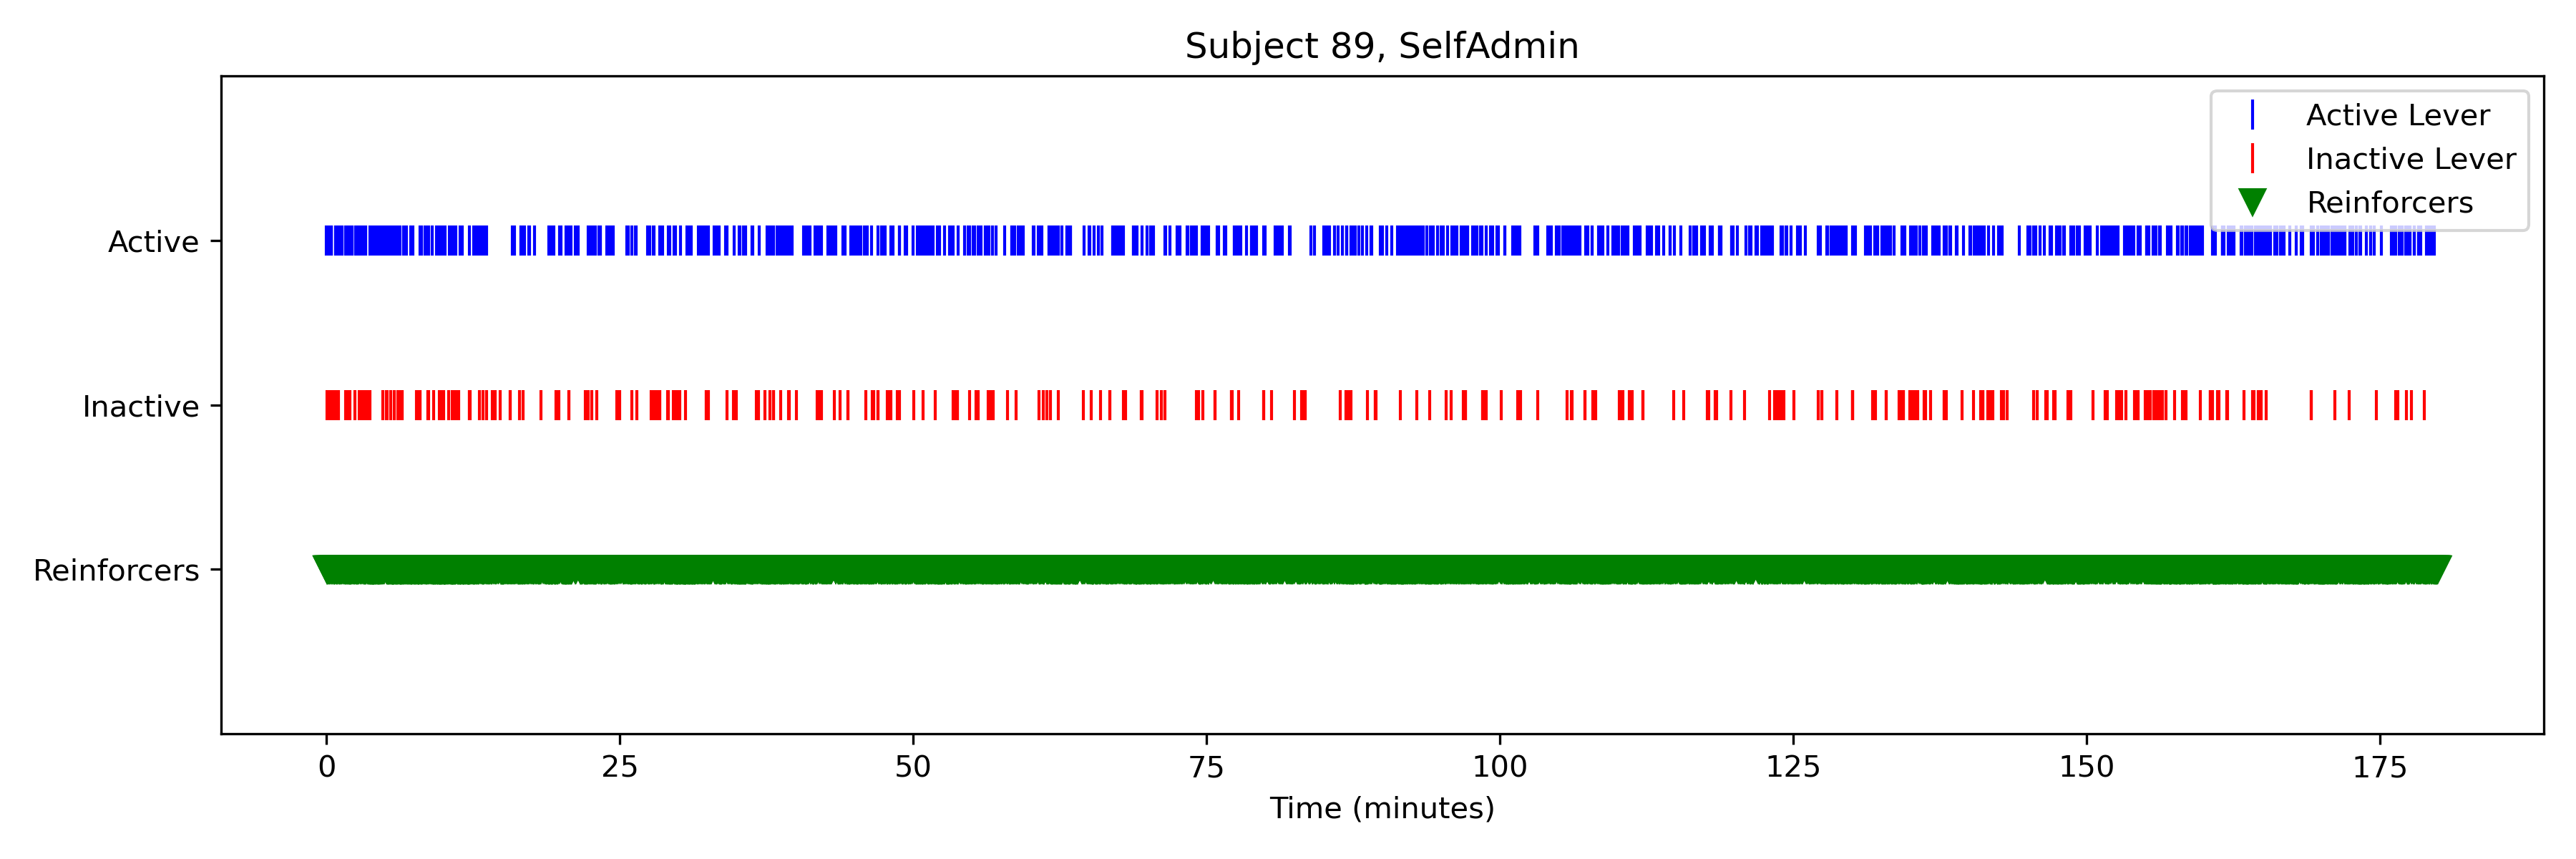 Subject 89, SelfAdmin
Active Lever
Inactive Lever
Reinforcers
Active
Inactive
Reinforcers
0 25 50 75 100 125 150 175
Time (minutes)